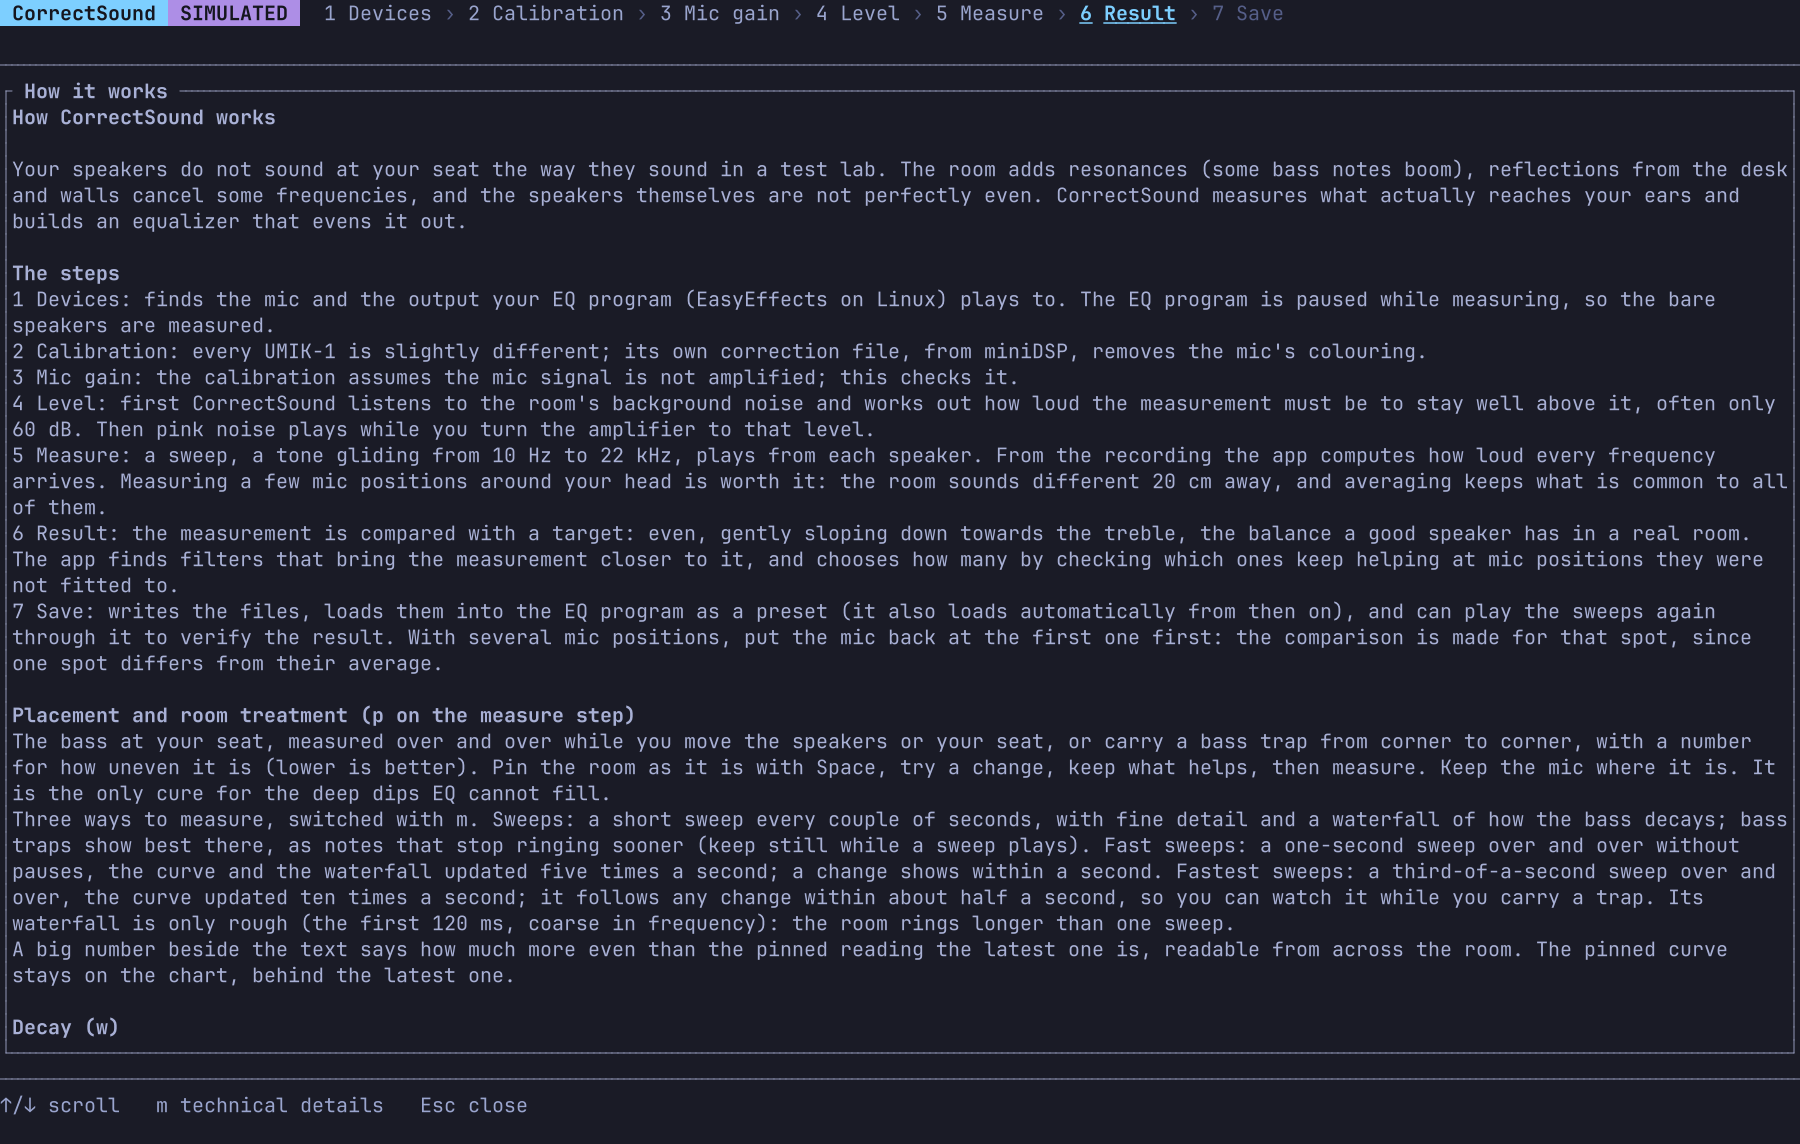 CorrectSound SIMULATED 1 Devices › 2 Calibration › 3 Mic gain › 4 Level › 5 Measure › 6 Result › 7 Save
How it works
How CorrectSound works
Your speakers do not sound at your seat the way they sound in a test lab. The room adds resonances (some bass notes boom), reflections from the desk
and walls cancel some frequencies, and the speakers themselves are not perfectly even. CorrectSound measures what actually reaches your ears and
builds an equalizer that evens it out.
The steps
1 Devices: finds the mic and the output your EQ program (EasyEffects on Linux) plays to. The EQ program is paused while measuring, so the bare
speakers are measured.
2 Calibration: every UMIK-1 is slightly different; its own correction file, from miniDSP, removes the mic's colouring.
3 Mic gain: the calibration assumes the mic signal is not amplified; this checks it.
4 Level: first CorrectSound listens to the room's background noise and works out how loud the measurement must be to stay well above it, often only
60 dB. Then pink noise plays while you turn the amplifier to that level.
5 Measure: a sweep, a tone gliding from 10 Hz to 22 kHz, plays from each speaker. From the recording the app computes how loud every frequency
arrives. Measuring a few mic positions around your head is worth it: the room sounds different 20 cm away, and averaging keeps what is common to all
of them.
6 Result: the measurement is compared with a target: even, gently sloping down towards the treble, the balance a good speaker has in a real room.
The app finds filters that bring the measurement closer to it, and chooses how many by checking which ones keep helping at mic positions they were
not fitted to.
7 Save: writes the files, loads them into the EQ program as a preset (it also loads automatically from then on), and can play the sweeps again
through it to verify the result. With several mic positions, put the mic back at the first one first: the comparison is made for that spot, since
one spot differs from their average.
Placement and room treatment (p on the measure step)
The bass at your seat, measured over and over while you move the speakers or your seat, or carry a bass trap from corner to corner, with a number
for how uneven it is (lower is better). Pin the room as it is with Space, try a change, keep what helps, then measure. Keep the mic where it is. It
is the only cure for the deep dips EQ cannot fill.
Three ways to measure, switched with m. Sweeps: a short sweep every couple of seconds, with fine detail and a waterfall of how the bass decays; bass
traps show best there, as notes that stop ringing sooner (keep still while a sweep plays). Fast sweeps: a one-second sweep over and over without
pauses, the curve and the waterfall updated five times a second; a change shows within a second. Fastest sweeps: a third-of-a-second sweep over and
over, the curve updated ten times a second; it follows any change within about half a second, so you can watch it while you carry a trap. Its
waterfall is only rough (the first 120 ms, coarse in frequency): the room rings longer than one sweep.
A big number beside the text says how much more even than the pinned reading the latest one is, readable from across the room. The pinned curve
stays on the chart, behind the latest one.
Decay (w)
↑/↓ scroll m technical details Esc close